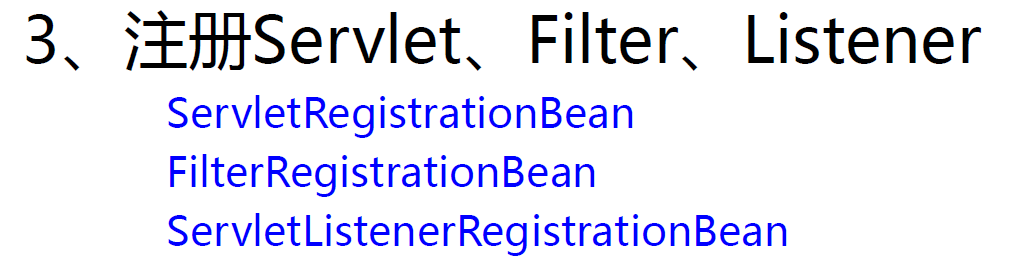 3、注册Servlet、Filter、Listener
ServletRegistrationBean
FilterRegistrationBean
ServletListenerRegistrationBean